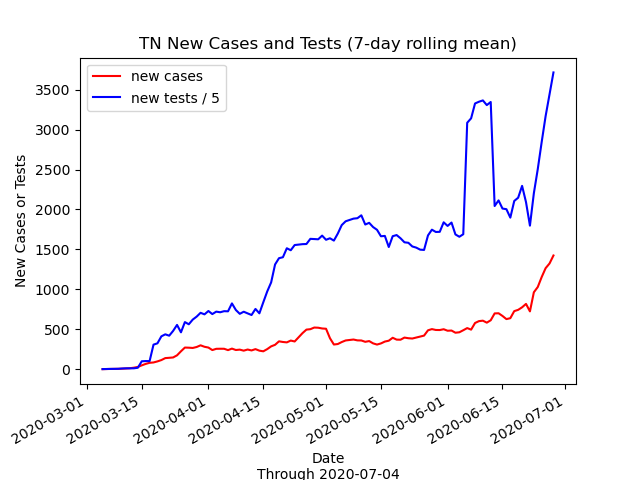 TN New Cases and Tests (7-day rolling mean)
new cases
new tests / 5
New Cases or Tests
3500
3000
2500
2000
1500
1000
500
0
2020-03-01
2020-03-15
2020-04-01
2020-04-15
2020-05-01
2020-05-15
2020-06-01
2020-06-15
2020-07-01
Date
Through 2020-07-04